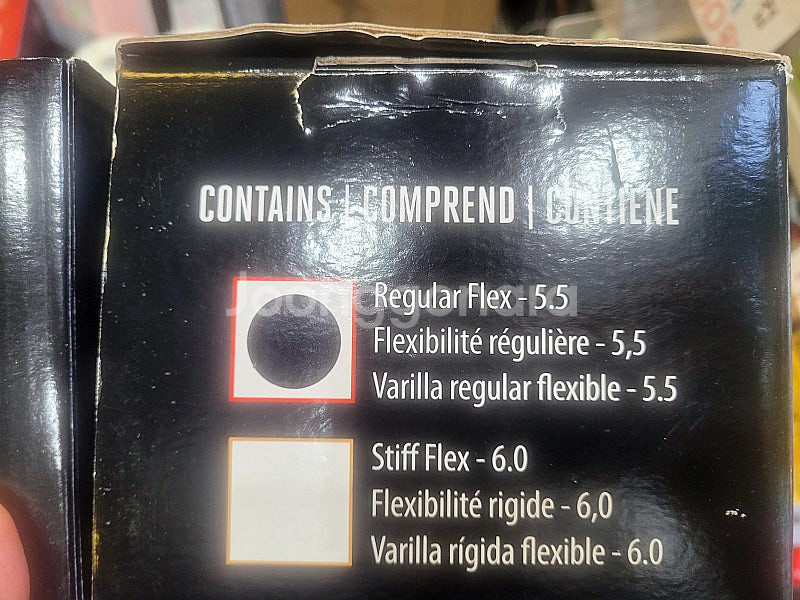 CONTAINS | COMPREND | CONTIENE
Regular Flex - 5.5
Flexibilité régulière - 5,5
Varilla regular flexible - 5.5
Joonggonara
Stiff Flex - 6.0
Flexibilité rigide - 6,0
Varilla rígida flexible - 6.0